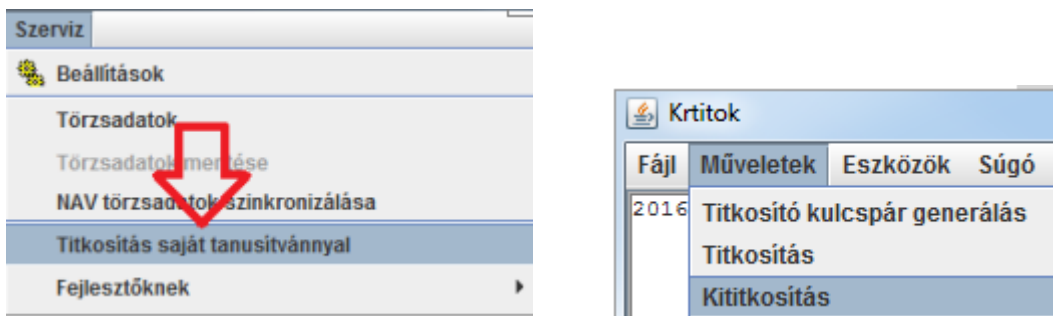 Szerviz
Beállítások
Törzsadatok
Törzsadatok mentése
NAV törzsadatok szinkronizálása
Titkosítás saját tanusítvánnyal
Fejlesztőknek
Krtitok
Fájl Műveletek Eszközök Súgó
2016
Titkosító kulcspár generálás
Titkosítás
Kititkosítás